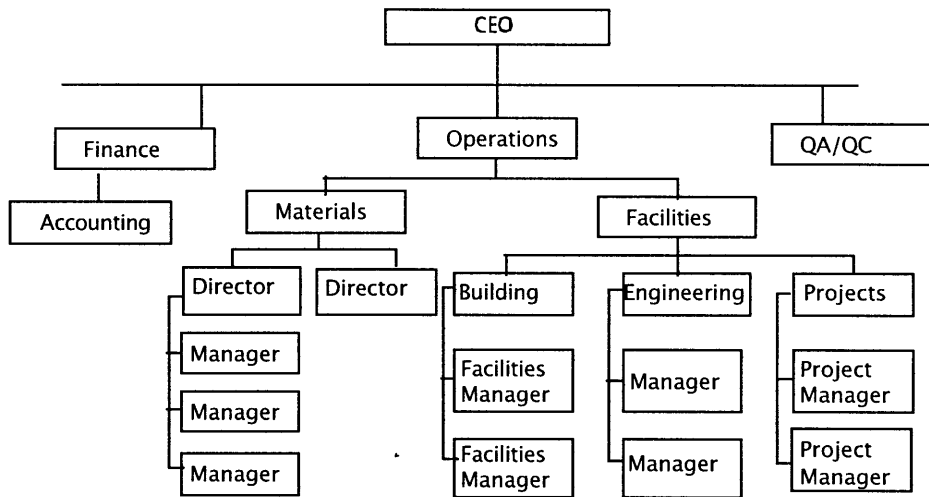 CEO
Finance
Operations
QA/QC
Accounting
Materials
Facilities
Director
Director
Building
Engineering
Projects
Manager
Facilities
Manager
Manager
Project
Manager
Manager
Manager
Facilities
Manager
Manager
Project
Manager